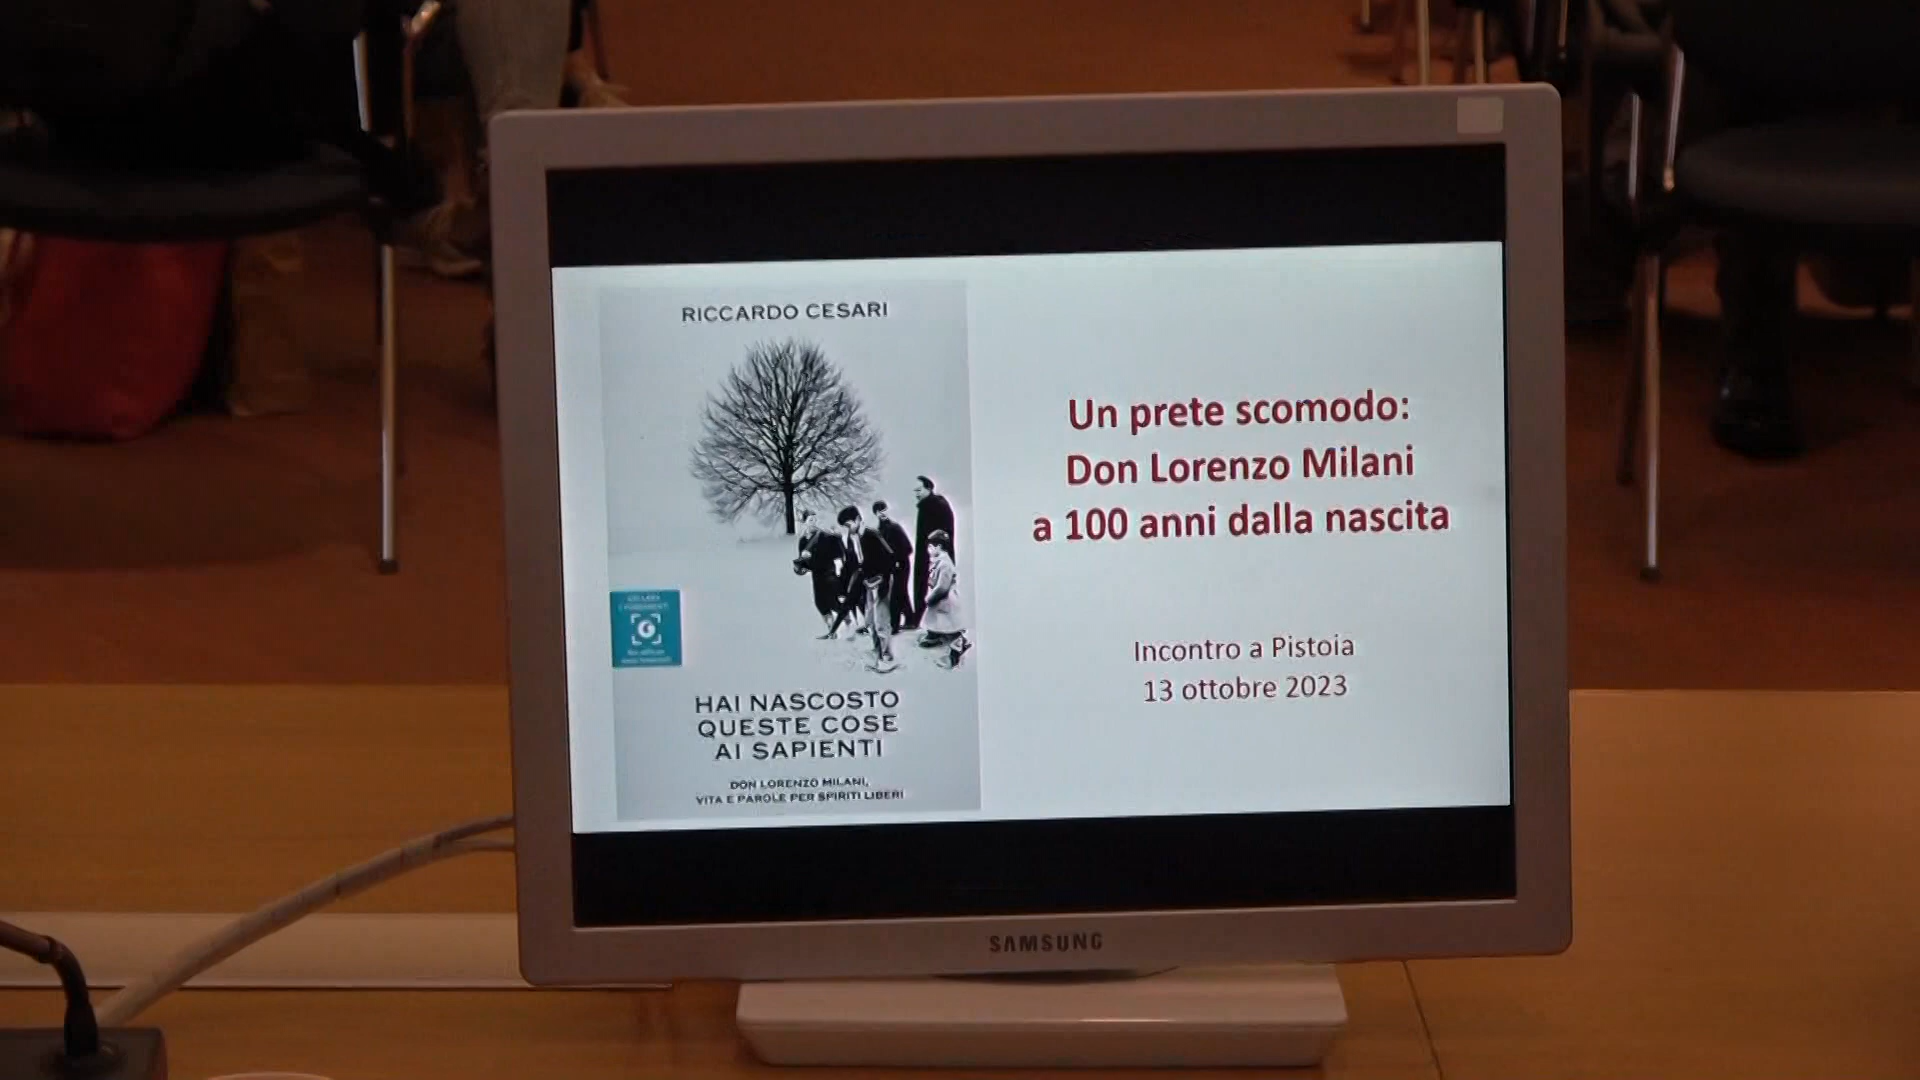 RICCARDO CESARI
HAI NASCOSTO
QUESTE COSE
AI SAPIENTI
DON LORENZO MILANI,
VITA E PAROLE PER SPIRITI LIBERI
Un prete scomodo:
Don Lorenzo Milani
a 100 anni dalla nascita
Incontro a Pistoia
13 ottobre 2023
SAMSUNG